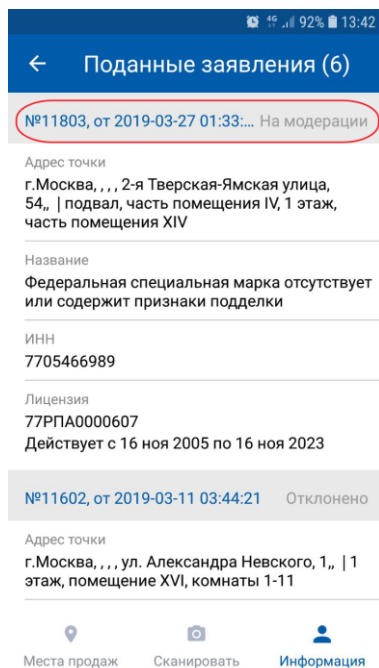 4G 92% 13:42
Поданные заявления (6)
№11803, от 2019-03-27 01:33:... На модерации
Адрес точки
г.Москва, , , , 2-я Тверская-Ямская улица,
54,, | подвал, часть помещения IV, 1 этаж,
часть помещения XIV
Название
Федеральная специальная марка отсутствует
или содержит признаки подделки
ИНН
7705466989
Лицензия
77РПА0000607
Действует с 16 ноя 2005 по 16 ноя 2023
№11602, от 2019-03-11 03:44:21 Отклонено
Адрес точки
г.Москва, , , , ул. Александра Невского, 1,, | 1
этаж, помещение XVI, комнаты 1-11
Места продаж Сканировать Информация